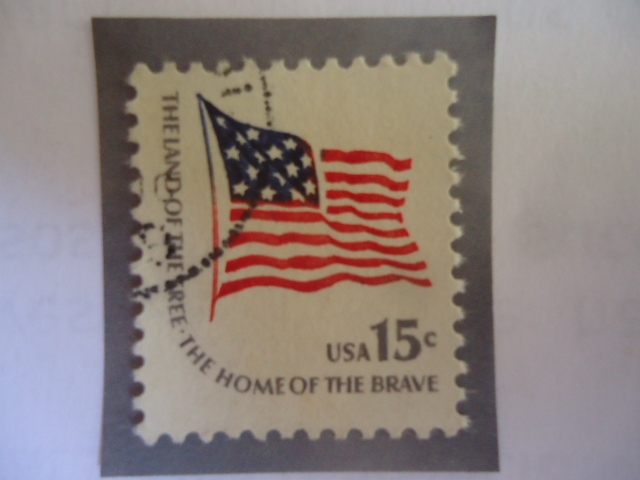 THE LAND OF THE FREE · THE HOME OF THE BRAVE
USA 15c